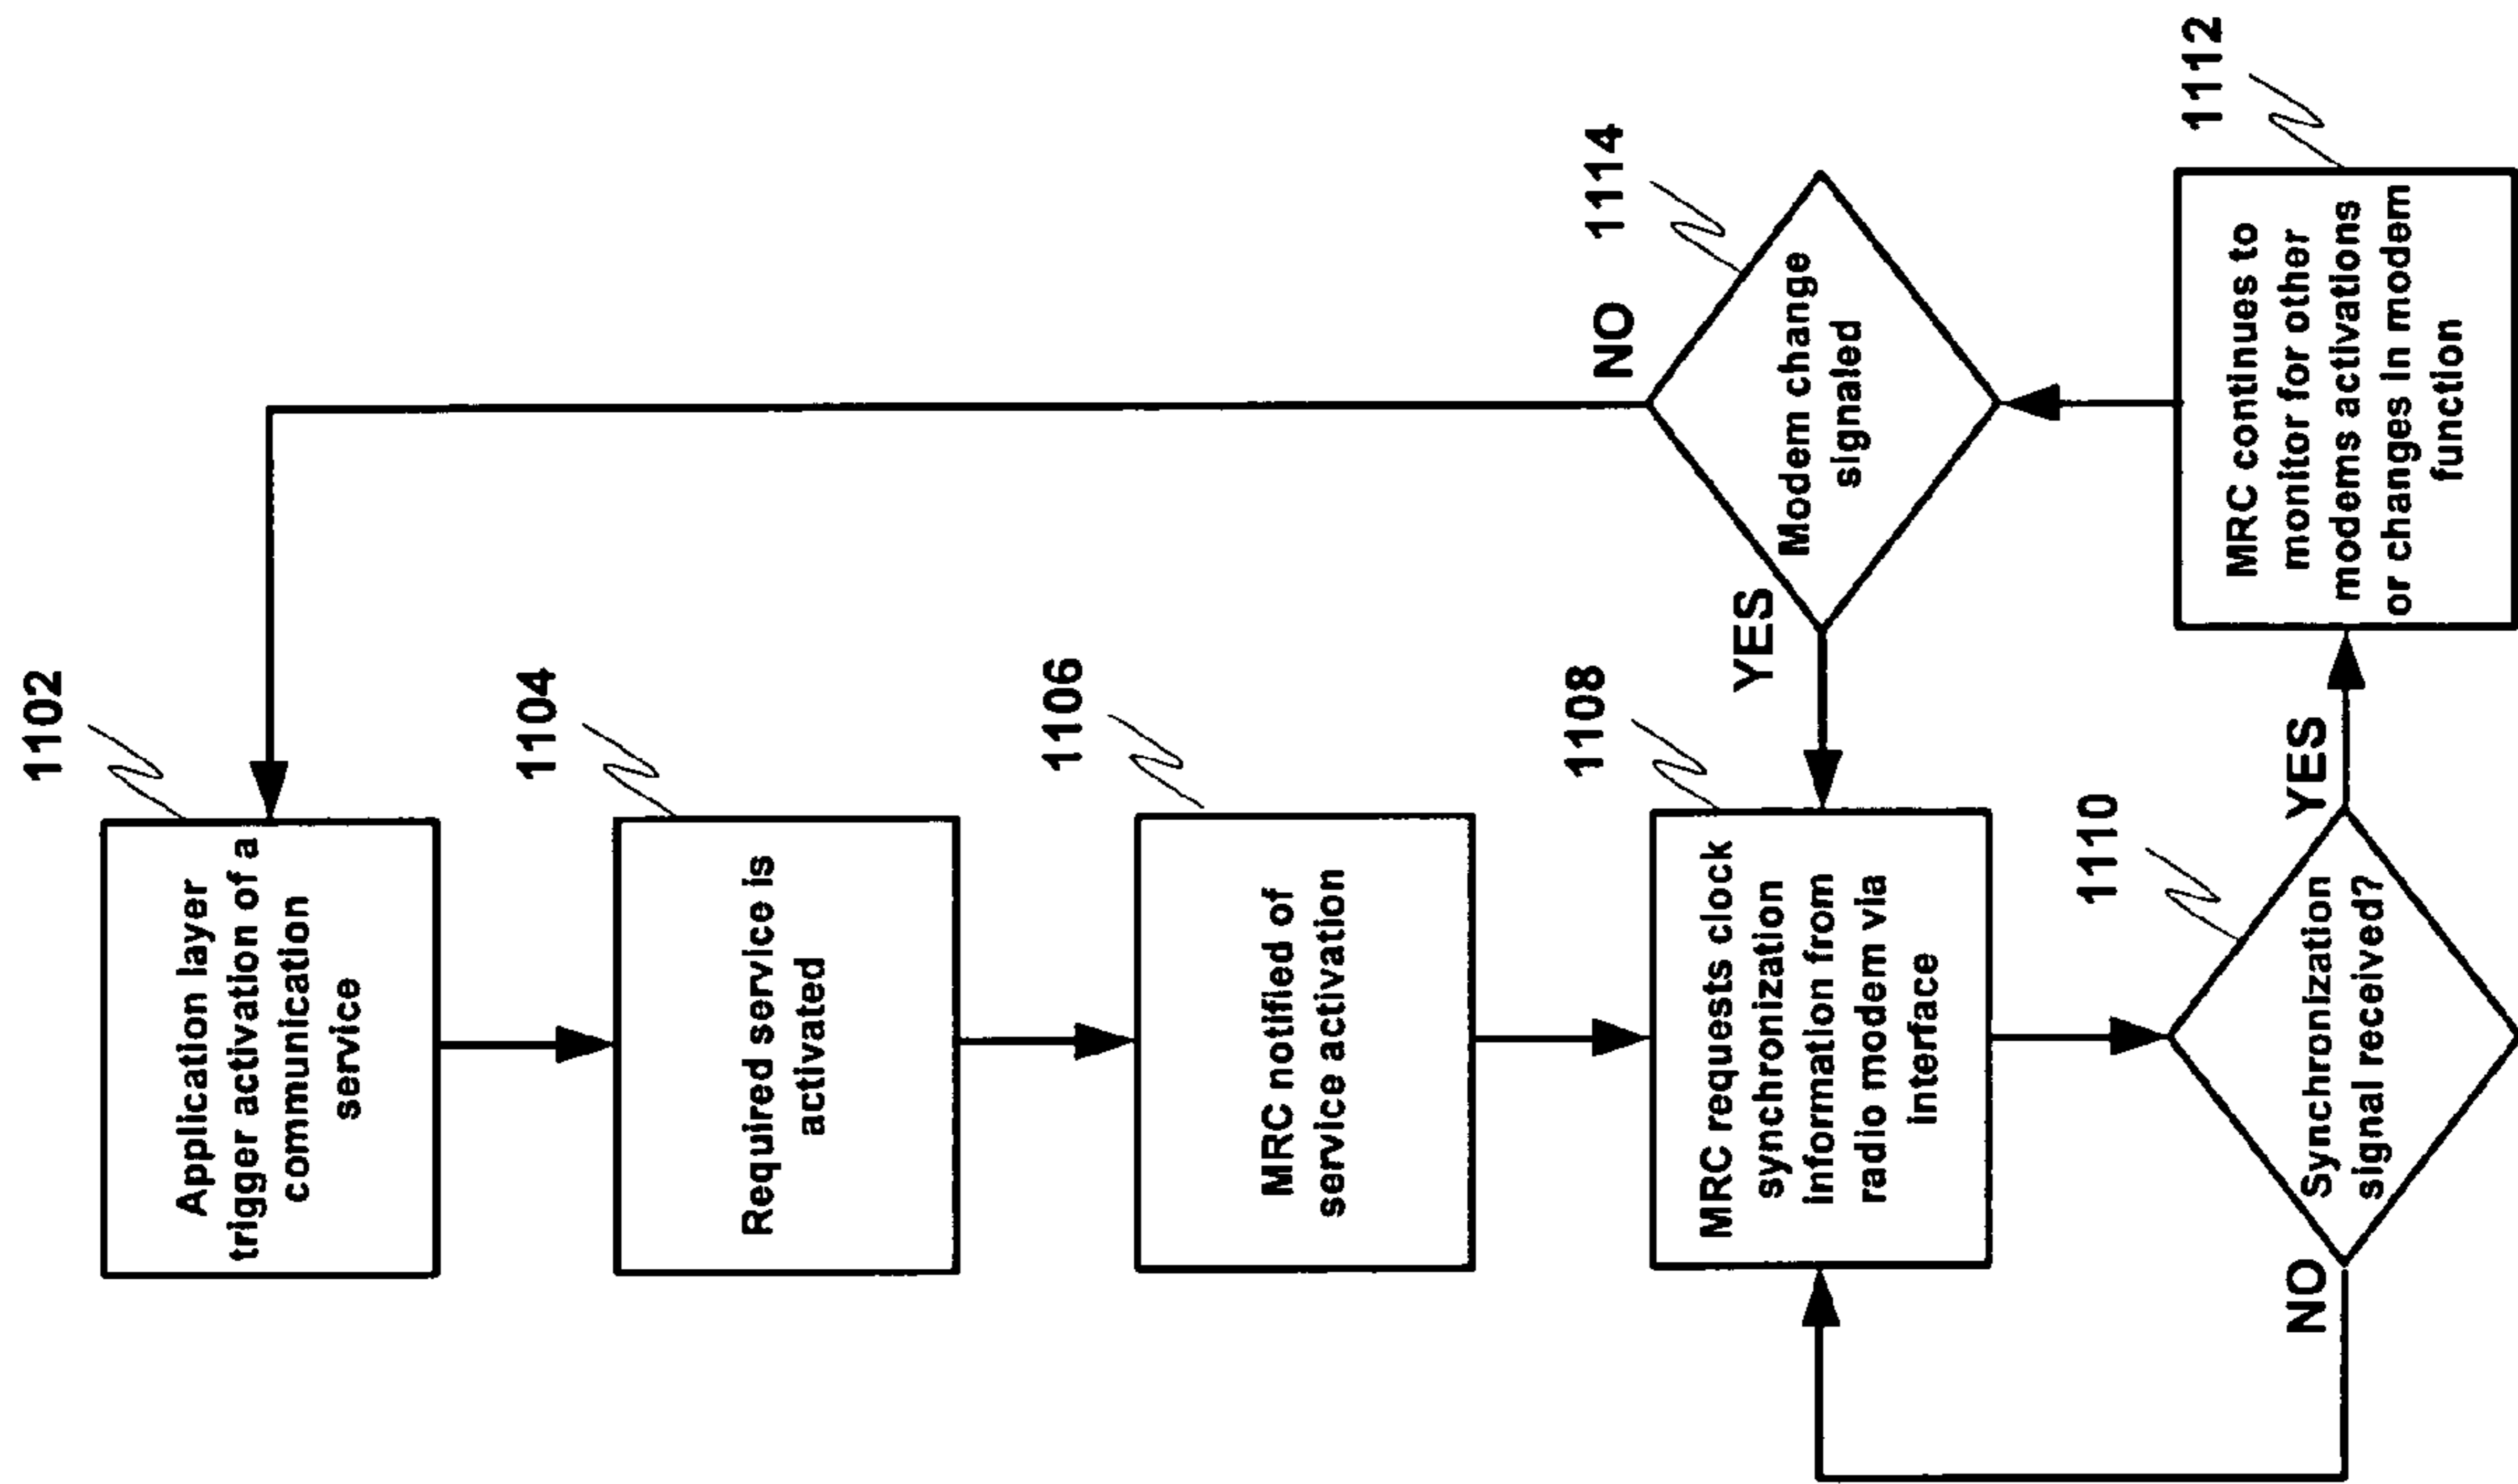 1102
Application layer
trigger activation of a
communication
service
1104
Required service is
activated
1106
MRC notified of
service activation
1108
MRC requests clock
synchronization
information from
radio modem via
interface
1110
Synchronization
signal received?
NO
YES
1112
MRC continues to
monitor for other
modems activations
or changes in modem
function
1114
Modem change
signaled
YES
NO